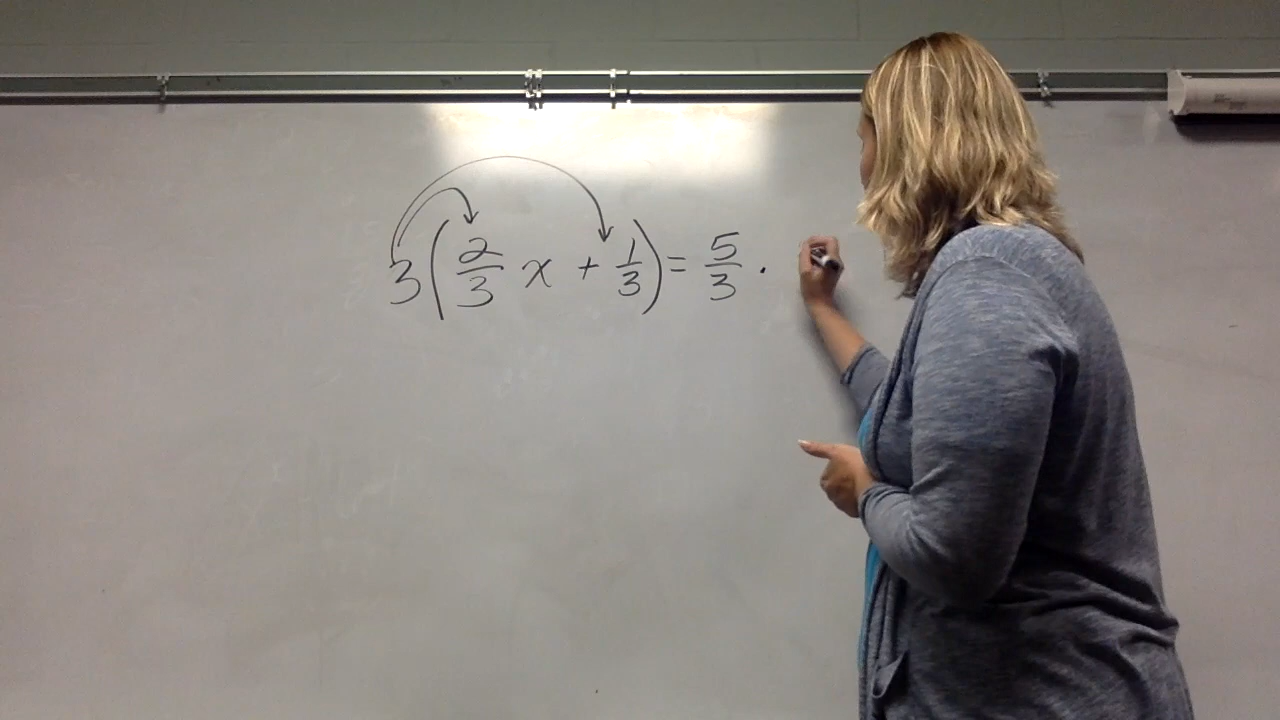 3(2/3 x + 1/3) = 5/3 ·